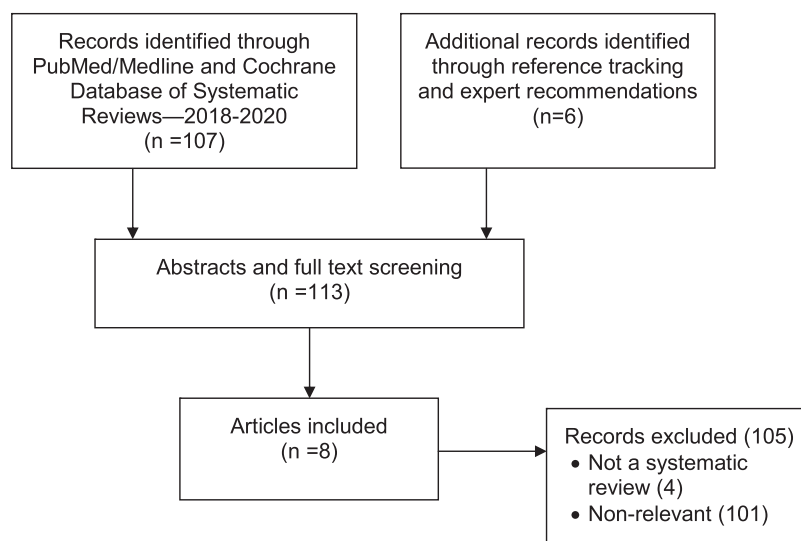 Records identified through
PubMed/Medline and Cochrane
Database of Systematic
Reviews—2018-2020
(n =107)
Additional records identified
through reference tracking
and expert recommendations
(n=6)
Abstracts and full text screening
(n =113)
Articles included
(n =8)
Records excluded (105)
• Not a systematic
review (4)
• Non-relevant (101)